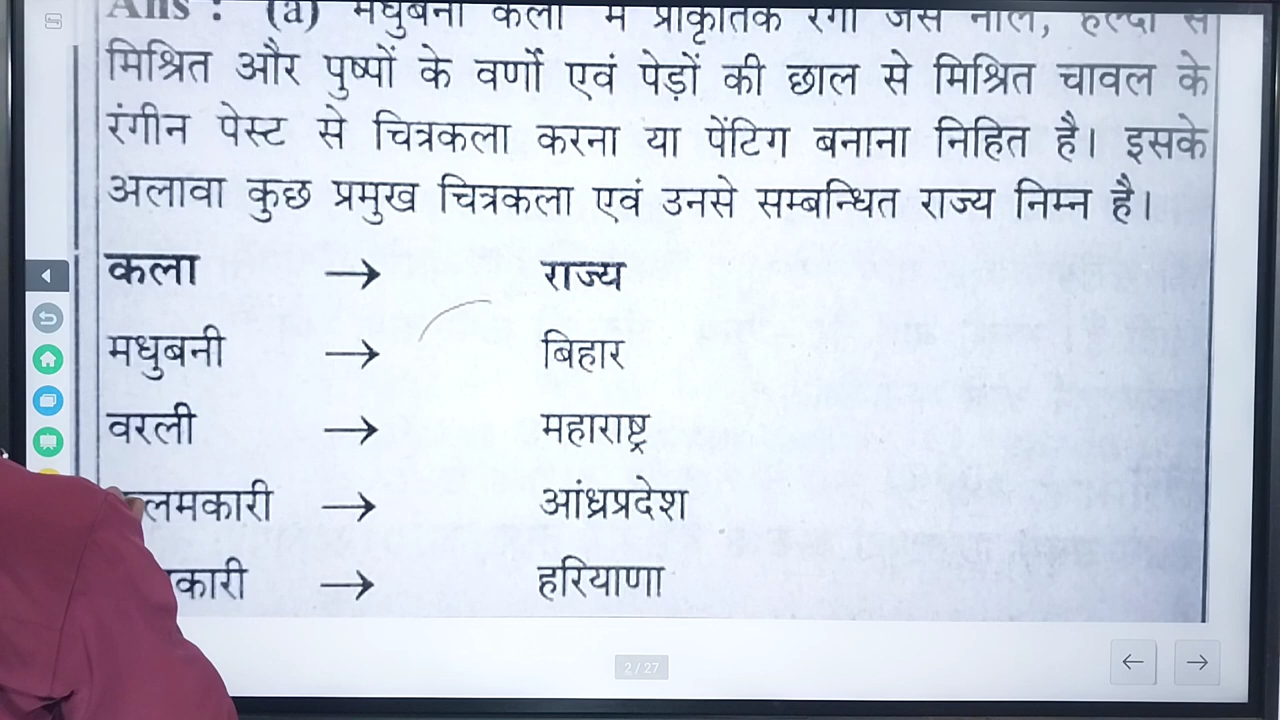 Ans : (a) मधुबनी कला में प्राकृतिक रंगों जैसे नील, हल्दी से
मिश्रित और पुष्पों के वर्णों एवं पेड़ों की छाल से मिश्रित चावल के
रंगीन पेस्ट से चित्रकला करना या पेंटिग बनाना निहित है। इसके
अलावा कुछ प्रमुख चित्रकला एवं उनसे सम्बन्धित राज्य निम्न है।
कला → राज्य
मधुबनी → बिहार
वरली → महाराष्ट्र
लमकारी → आंध्रप्रदेश
कारी → हरियाणा
2 / 27